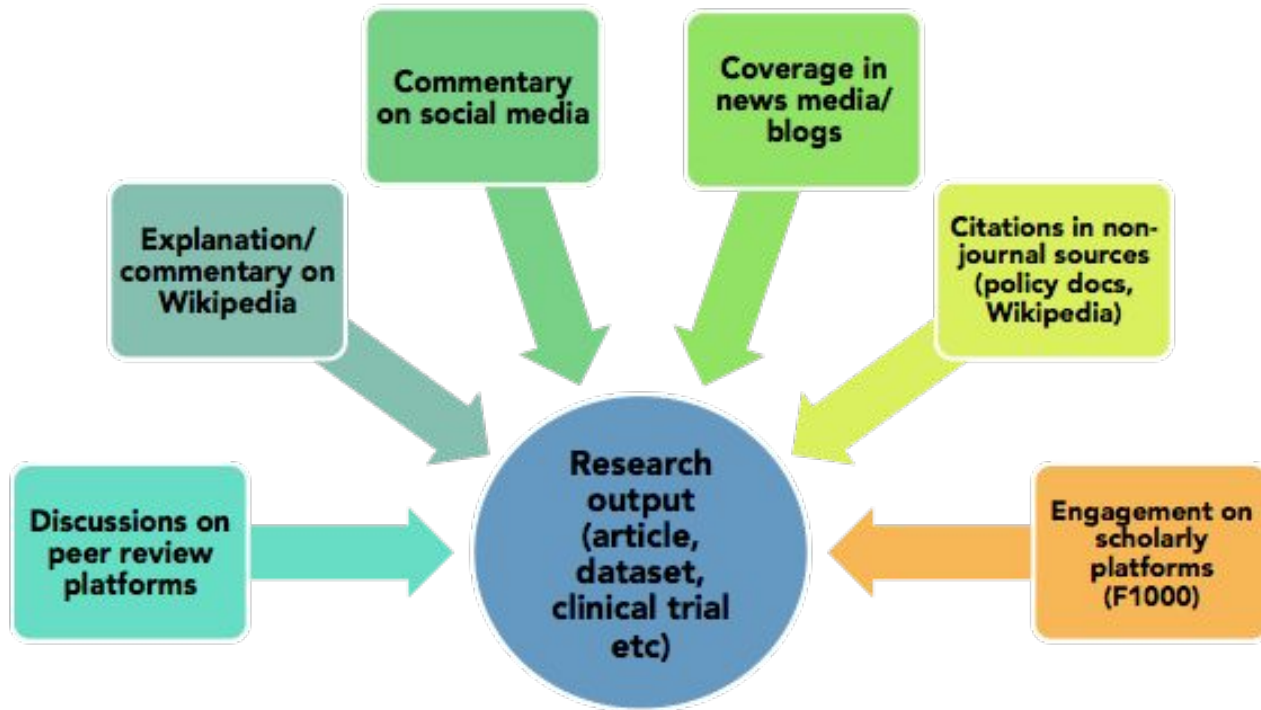 Commentary
on social media
Coverage in
news media/
blogs
Explanation/
commentary on
Wikipedia
Citations in non-
journal sources
(policy docs,
Wikipedia)
Discussions on
peer review
platforms
Research
output
(article,
dataset,
clinical trial
etc)
Engagement on
scholarly
platforms
(F1000)